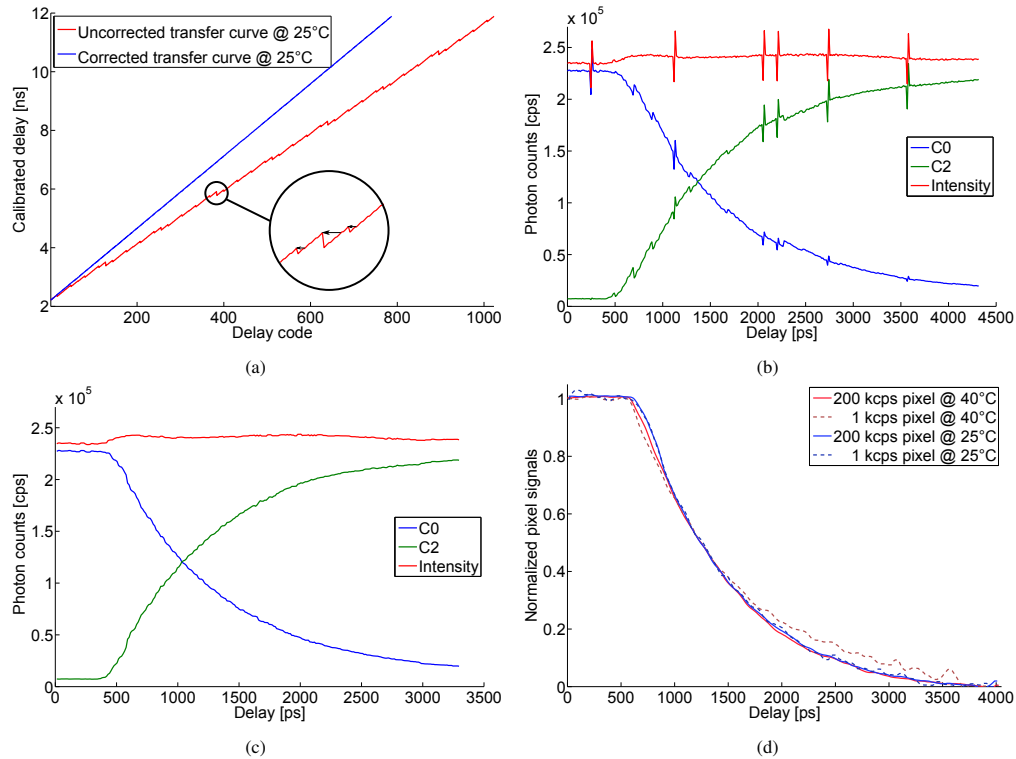 12
10
8
6
4
2
Calibrated delay [ns]
Uncorrected transfer curve @ 25°C
Corrected transfer curve @ 25°C
200
400
600
800
1000
Delay code
(a)
x 10^5
2.5
2
1.5
1
0.5
0
Photon counts [cps]
C0
C2
Intensity
0
500
1000
1500
2000
2500
3000
3500
4000
4500
Delay [ps]
(b)
x 10^5
2.5
2
1.5
1
0.5
0
Photon counts [cps]
C0
C2
Intensity
0
500
1000
1500
2000
2500
3000
3500
Delay [ps]
(c)
1
0.8
0.6
0.4
0.2
0
Normalized pixel signals
200 kcps pixel @ 40°C
1 kcps pixel @ 40°C
200 kcps pixel @ 25°C
1 kcps pixel @ 25°C
0
500
1000
1500
2000
2500
3000
3500
4000
Delay [ps]
(d)